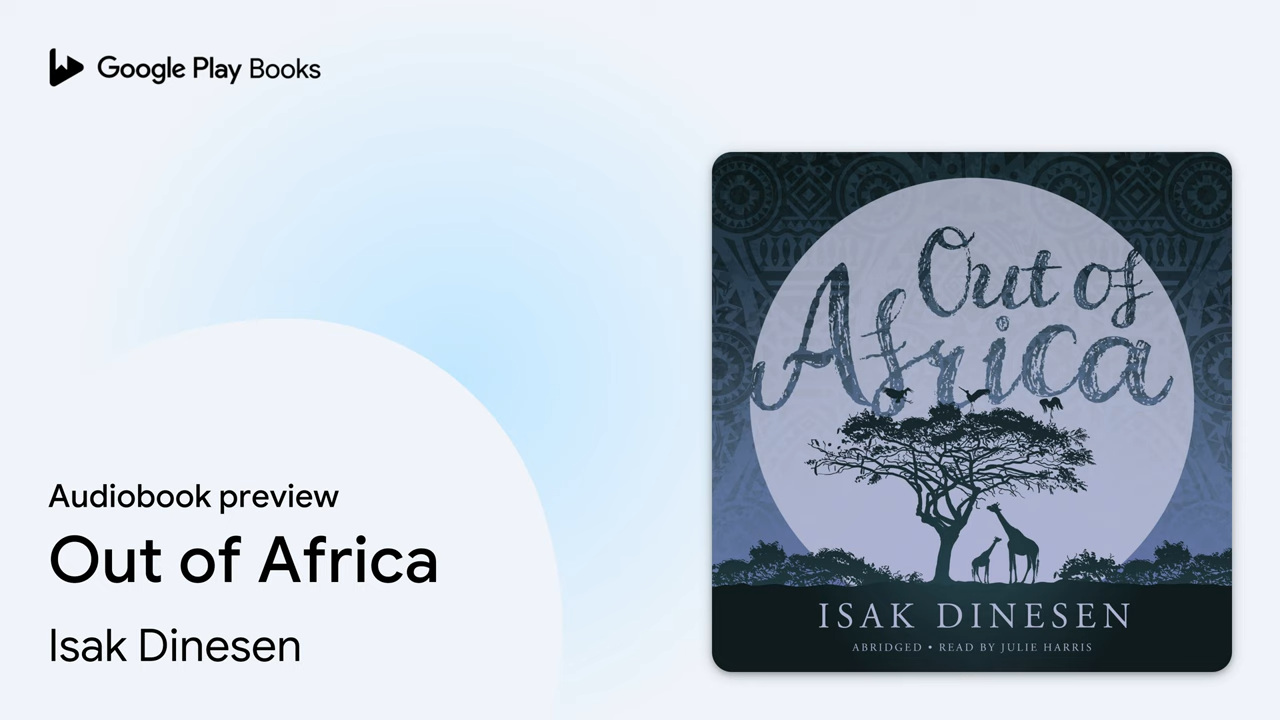 Google Play Books
Audiobook preview
Out of Africa
Isak Dinesen
Out of
Africa
ISAK DINESEN
ABRIDGED • READ BY JULIE HARRIS